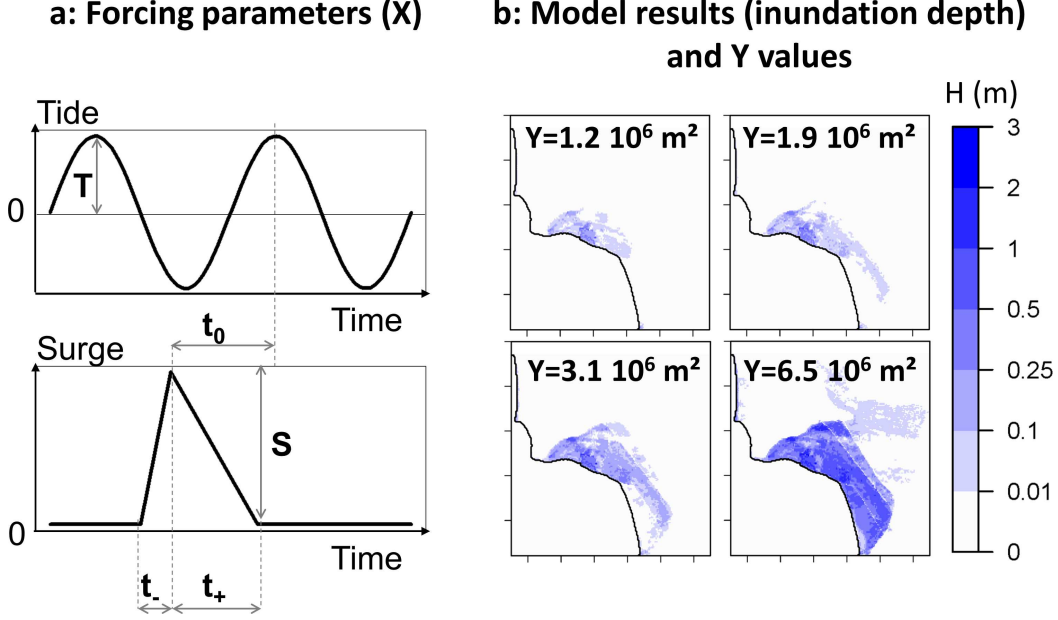 a: Forcing parameters (X)
Tide
T
0
Time
t₀
Surge
S
0
Time
t₋
t₊
b: Model results (inundation depth)
and Y values
H (m)
Y=1.2 10⁶ m²
Y=1.9 10⁶ m²
Y=3.1 10⁶ m²
Y=6.5 10⁶ m²
3
2
1
0.5
0.25
0.1
0.01
0